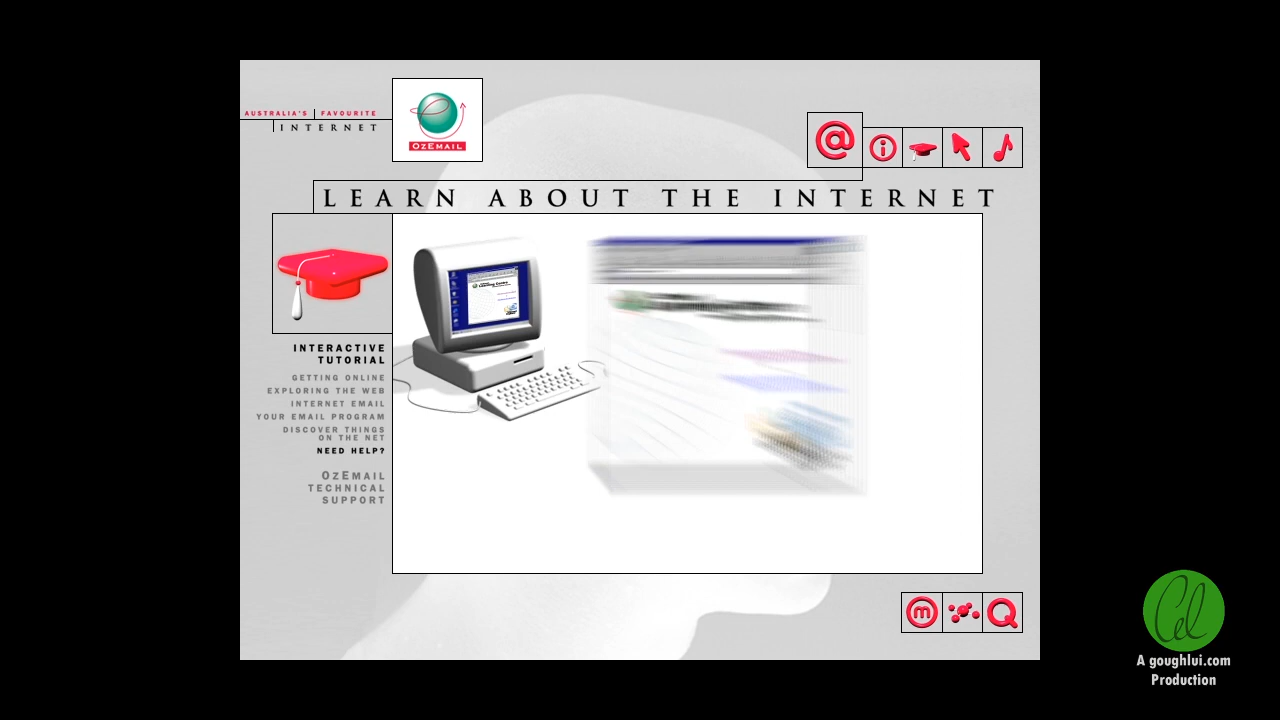 AUSTRALIA'S FAVOURITE
INTERNET
OZEMAIL
@
LEARN ABOUT THE INTERNET
INTERACTIVE
TUTORIAL
GETTING ONLINE
EXPLORING THE WEB
INTERNET EMAIL
YOUR EMAIL PROGRAM
DISCOVER THINGS
ON THE NET
NEED HELP?
OZEMAIL
TECHNICAL
SUPPORT
A goughlui.com
Production